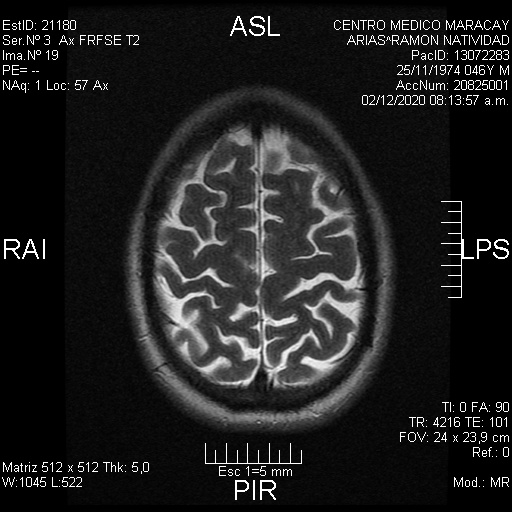 EstID: 21180
Ser.Nº 3 Ax FRFSE T2
Ima.Nº 19
PE= --
NAq: 1 Loc: 57 Ax
ASL
CENTRO MEDICO MARACAY
ARIAS^RAMON NATIVIDAD
PacID: 13072283
25/11/1974 046Y M
AccNum: 20825001
02/12/2020 08:13:57 a.m.
RAI
LPS
TI: 0 FA: 90
TR: 4216 TE: 101
FOV: 24 x 23,9 cm
Ref.: 0
Matriz 512 x 512 Thk: 5,0
W:1045 L:522
Esc 1=5 mm
PIR
Mod.: MR